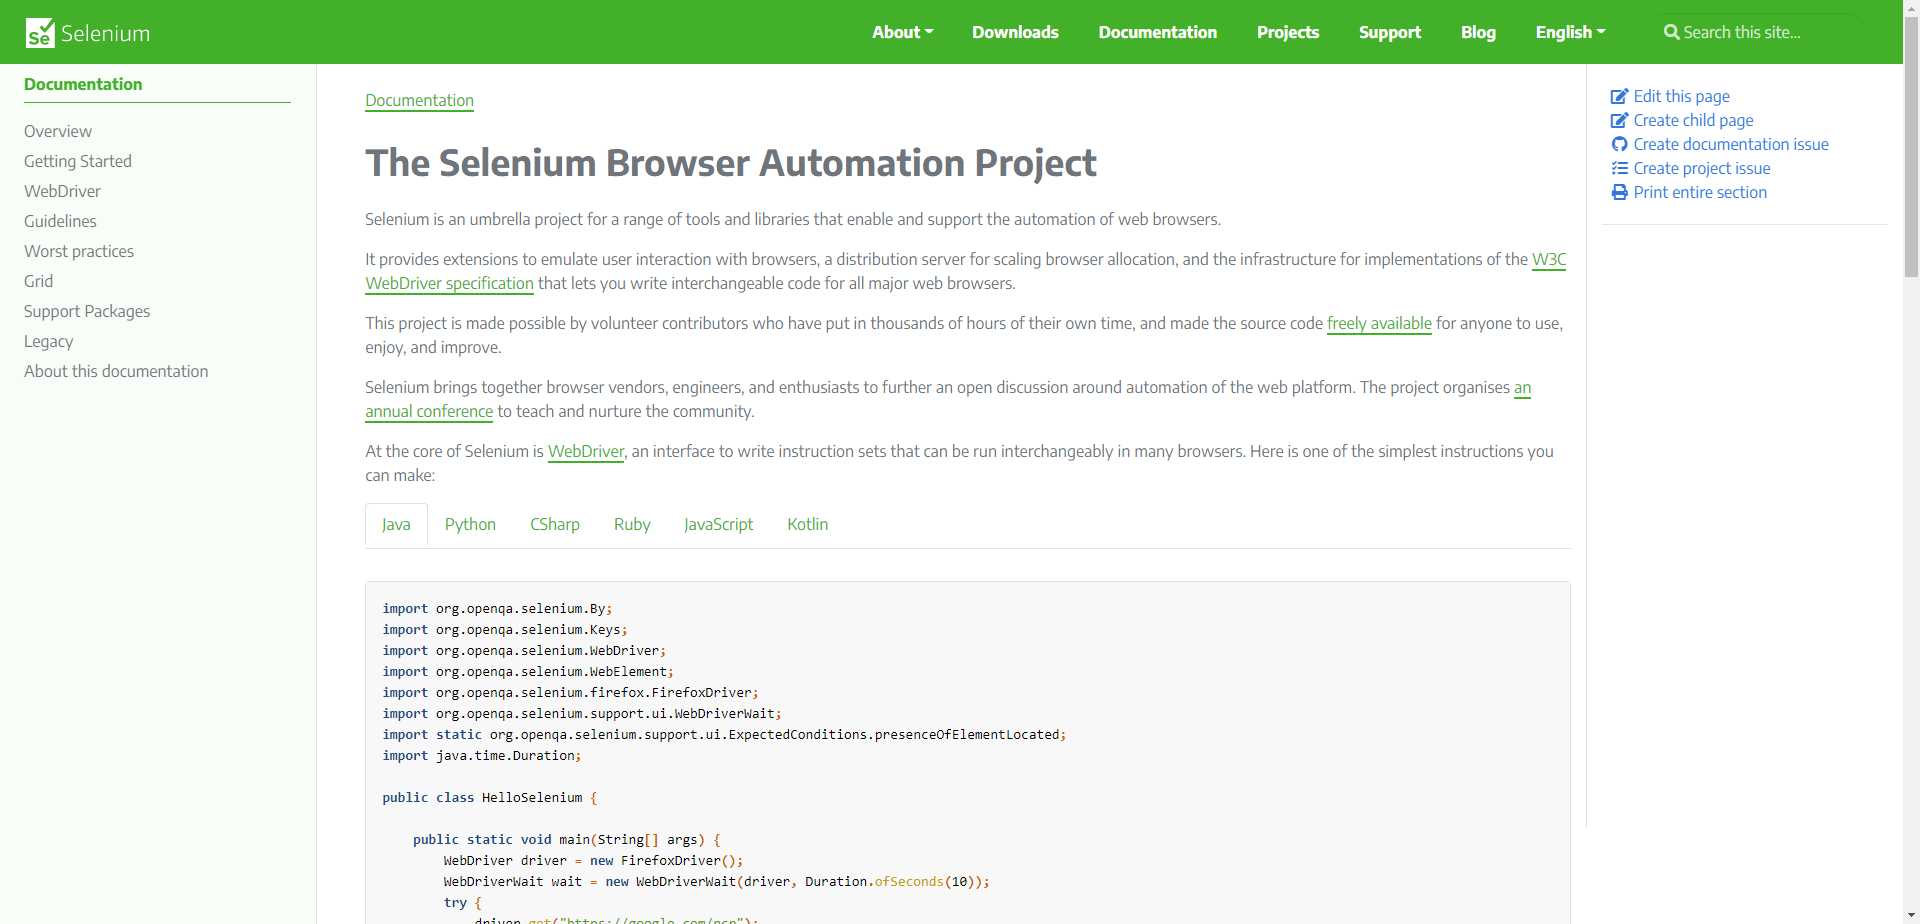 Se Selenium
About
Downloads
Documentation
Projects
Support
Blog
English
Search this site...
Documentation
Overview
Getting Started
WebDriver
Guidelines
Worst practices
Grid
Support Packages
Legacy
About this documentation
Documentation
The Selenium Browser Automation Project
Selenium is an umbrella project for a range of tools and libraries that enable and support the automation of web browsers.
It provides extensions to emulate user interaction with browsers, a distribution server for scaling browser allocation, and the infrastructure for implementations of the W3C
WebDriver specification that lets you write interchangeable code for all major web browsers.
This project is made possible by volunteer contributors who have put in thousands of hours of their own time, and made the source code freely available for anyone to use,
enjoy, and improve.
Selenium brings together browser vendors, engineers, and enthusiasts to further an open discussion around automation of the web platform. The project organises an
annual conference to teach and nurture the community.
At the core of Selenium is WebDriver, an interface to write instruction sets that can be run interchangeably in many browsers. Here is one of the simplest instructions you
can make:
Java
Python
CSharp
Ruby
JavaScript
Kotlin
import org.openqa.selenium.By;
import org.openqa.selenium.Keys;
import org.openqa.selenium.WebDriver;
import org.openqa.selenium.WebElement;
import org.openqa.selenium.firefox.FirefoxDriver;
import org.openqa.selenium.support.ui.WebDriverWait;
import static org.openqa.selenium.support.ui.ExpectedConditions.presenceOfElementLocated;
import java.time.Duration;
public class HelloSelenium {
public static void main(String[] args) {
WebDriver driver = new FirefoxDriver();
WebDriverWait wait = new WebDriverWait(driver, Duration.ofSeconds(10));
try {
driver.get("https://google.com/ncr");
Edit this page
Create child page
Create documentation issue
Create project issue
Print entire section